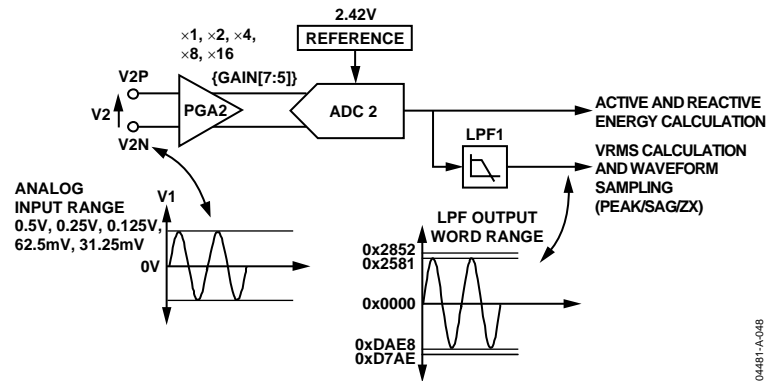 2.42V
REFERENCE
×1, ×2, ×4,
×8, ×16
{GAIN[7:5]}
V2P
V2
V2N
PGA2
ADC 2
ACTIVE AND REACTIVE
ENERGY CALCULATION
LPF1
VRMS CALCULATION
AND WAVEFORM
SAMPLING
(PEAK/SAG/ZX)
ANALOG
INPUT RANGE
0.5V, 0.25V, 0.125V,
62.5mV, 31.25mV
V1
0V
LPF OUTPUT
WORD RANGE
0x2852
0x2581
0x0000
0xDAE8
0xD7AE
04481-A-048